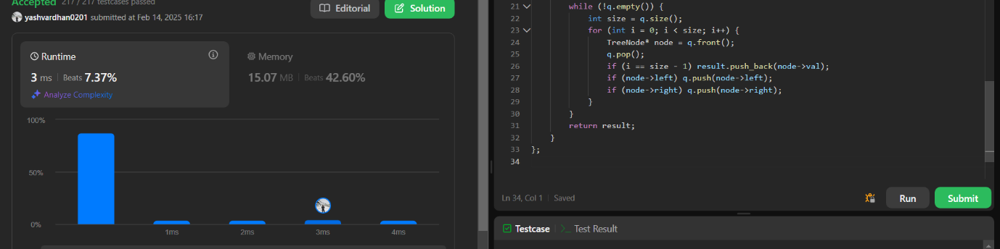 Accepted 217 / 217 testcases passed
yashvardhan0201 submitted at Feb 14, 2025 16:17
Editorial
Solution
Runtime
3 ms Beats 7.37%
Analyze Complexity
Memory
15.07 MB Beats 42.60%
100%
50%
0%
1ms 2ms 3ms 4ms
21 while (!q.empty()) {
22 int size = q.size();
23 for (int i = 0; i < size; i++) {
24 TreeNode* node = q.front();
25 q.pop();
26 if (i == size - 1) result.push_back(node->val);
27 if (node->left) q.push(node->left);
28 if (node->right) q.push(node->right);
29 }
30 }
31 return result;
32 }
33 };
34
Ln 34, Col 1 Saved
Run
Submit
Testcase
Test Result